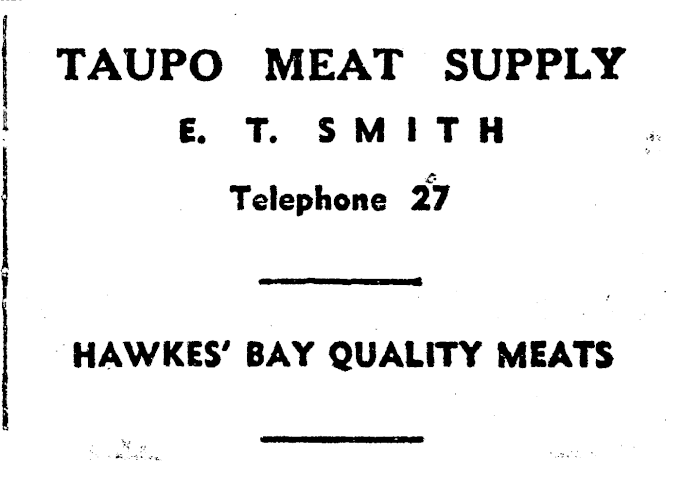 TAUPO MEAT SUPPLY
E. T. SMITH
Telephone 27
HAWKES' BAY QUALITY MEATS